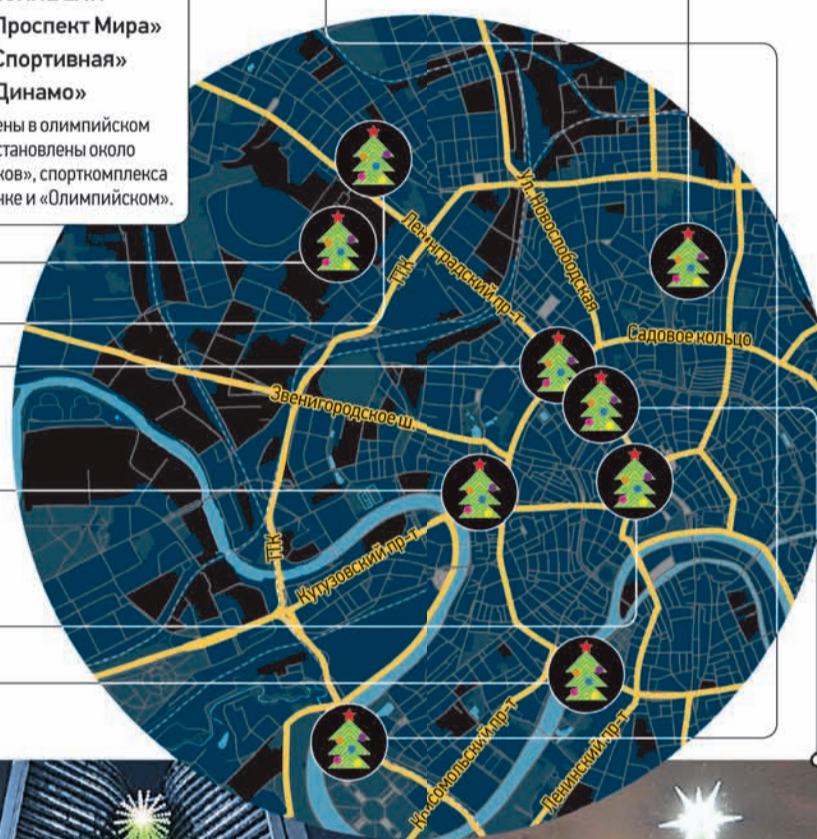 Проспект Мира»
Спортивная»
Динамо»
ены в олимпийском
становлены около
ков», спорткомплекса
нке и «Олимпийском».
Ленинградский пр-т
Ул. Новослободская
ТТК
Садовое кольцо
Звенигородское ш.
ТТК
Кутузовский пр-т
Комсомольский пр-т
Ленинский пр-т